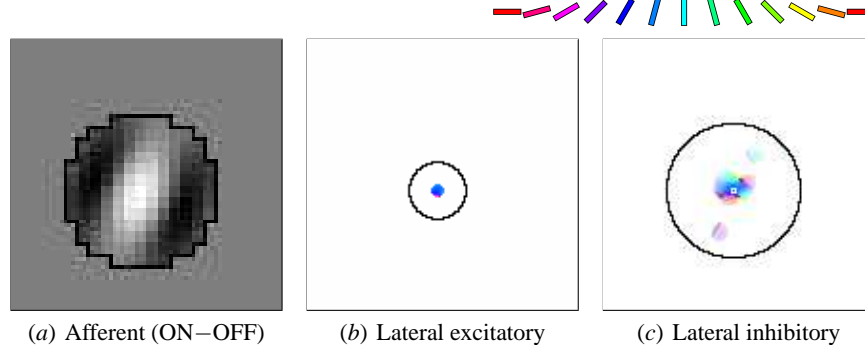 (a) Afferent (ON−OFF)
(b) Lateral excitatory
(c) Lateral inhibitory